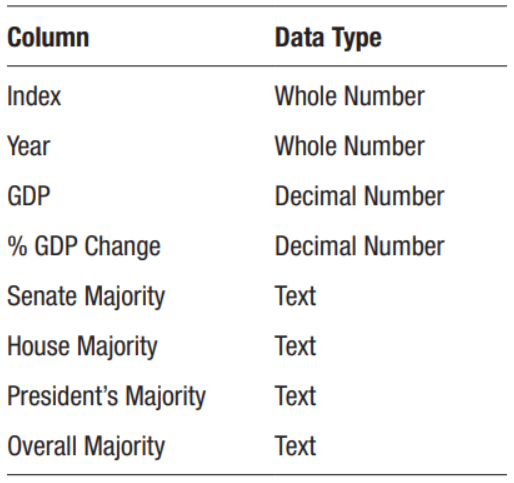 Column Data Type
Index Whole Number
Year Whole Number
GDP Decimal Number
% GDP Change Decimal Number
Senate Majority Text
House Majority Text
President’s Majority Text
Overall Majority Text